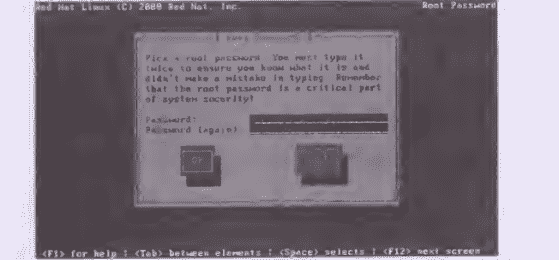 Red Hat Linux (C) 2000 Red Hat, Inc.
Root Password
Pick a root password. You must type it
twice to ensure you know what it is and
didn't make a mistake in typing. Remember
that the root password is a critical part
of system security!
Password:
Password (again):
OK
<F1> for help | <Tab> between elements | <Space> selects | <F12> next screen